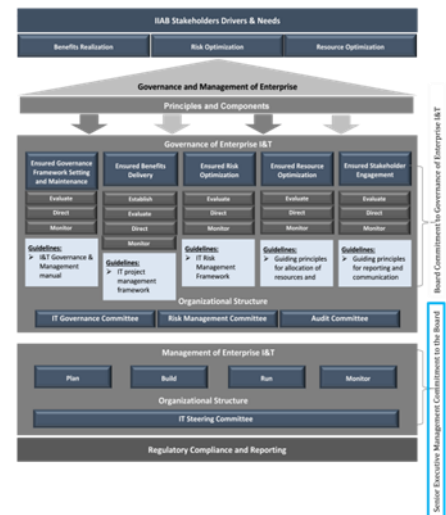 IIAB Stakeholders Drivers & Needs
Benefits Realization
Risk Optimization
Resource Optimization
Governance and Management of Enterprise
Principles and Components
Governance of Enterprise I&T
Ensured Governance
Framework Setting
and Maintenance
Evaluate
Direct
Monitor
Guidelines:
➤ I&T Governance &
Management
manual
Ensured Benefits
Delivery
Establish
Evaluate
Direct
Monitor
Guidelines:
➤ IT project
management
framework
Ensured Risk
Optimization
Evaluate
Direct
Monitor
Guidelines:
➤ IT Risk
Management
Framework
Ensured Resource
Optimization
Evaluate
Direct
Monitor
Guidelines:
➤ Guiding principles
for allocation of
resources and
Ensured Stakeholder
Engagement
Evaluate
Direct
Monitor
Guidelines:
➤ Guiding principles
for reporting and
communication
Organizational Structure
IT Governance Committee
Risk Management Committee
Audit Committee
Management of Enterprise I&T
Plan
Build
Run
Monitor
Organizational Structure
IT Steering Committee
Regulatory Compliance and Reporting
Board Commitment to Governance of Enterprise I&T
Senior Executive Management Commitment to the Board